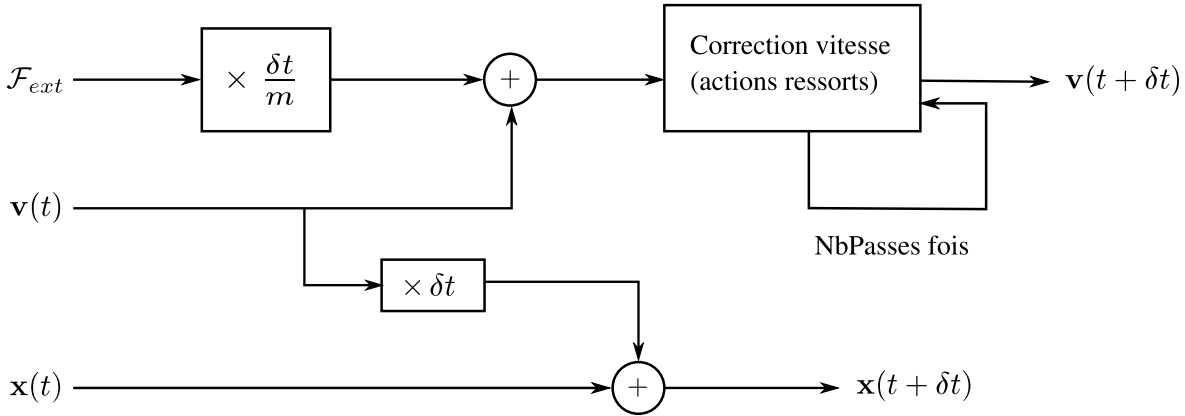 Correction vitesse
(actions ressorts)
ℱ_ext
× δt/m
+
v(t + δt)
v(t)
NbPasses fois
× δt
x(t)
+
x(t + δt)